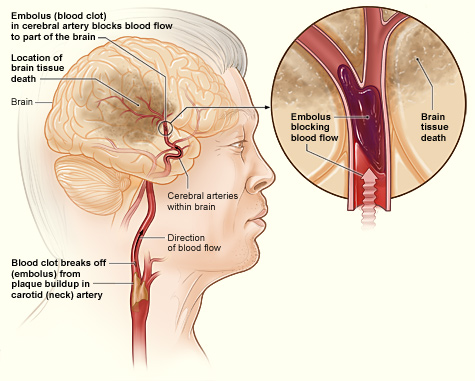 Embolus (blood clot)
in cerebral artery blocks blood flow
to part of the brain
Location of
brain tissue
death
Brain
Cerebral arteries
within brain
Direction
of blood flow
Blood clot breaks off
(embolus) from
plaque buildup in
carotid (neck) artery
Embolus
blocking
blood flow
Brain
tissue
death